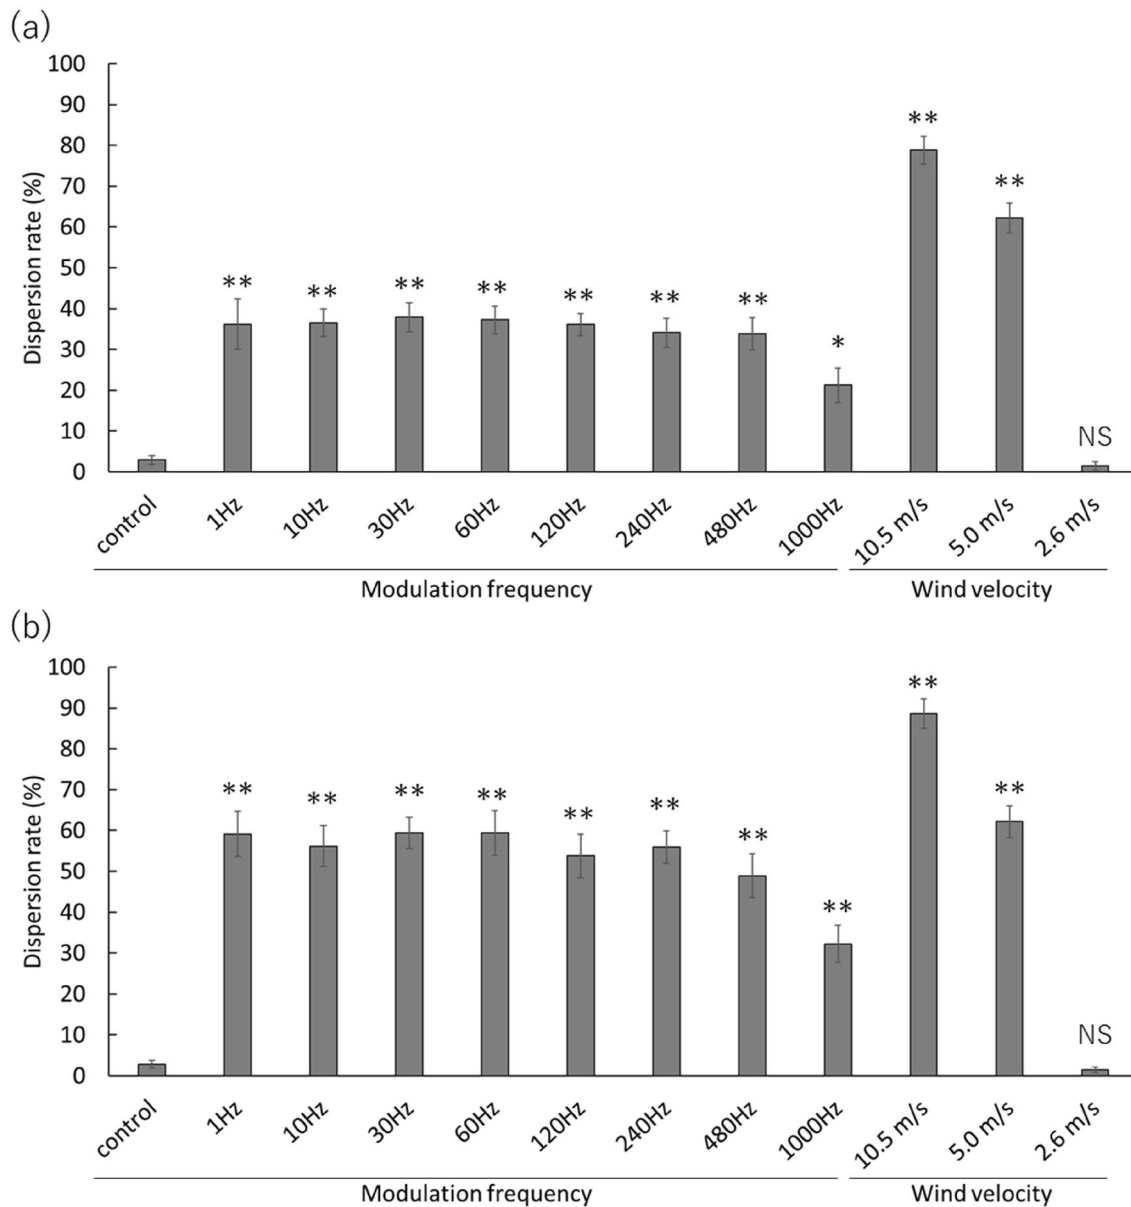 (a)
100
90
80
70
60
50
40
30
20
10
0
Dispersion rate (%)
** ** ** ** ** ** ** * ** ** NS
control 1Hz 10Hz 30Hz 60Hz 120Hz 240Hz 480Hz 1000Hz 10.5 m/s 5.0 m/s 2.6 m/s
Modulation frequency Wind velocity
(b)
100
90
80
70
60
50
40
30
20
10
0
Dispersion rate (%)
** ** ** ** ** ** ** ** ** ** NS
control 1Hz 10Hz 30Hz 60Hz 120Hz 240Hz 480Hz 1000Hz 10.5 m/s 5.0 m/s 2.6 m/s
Modulation frequency Wind velocity